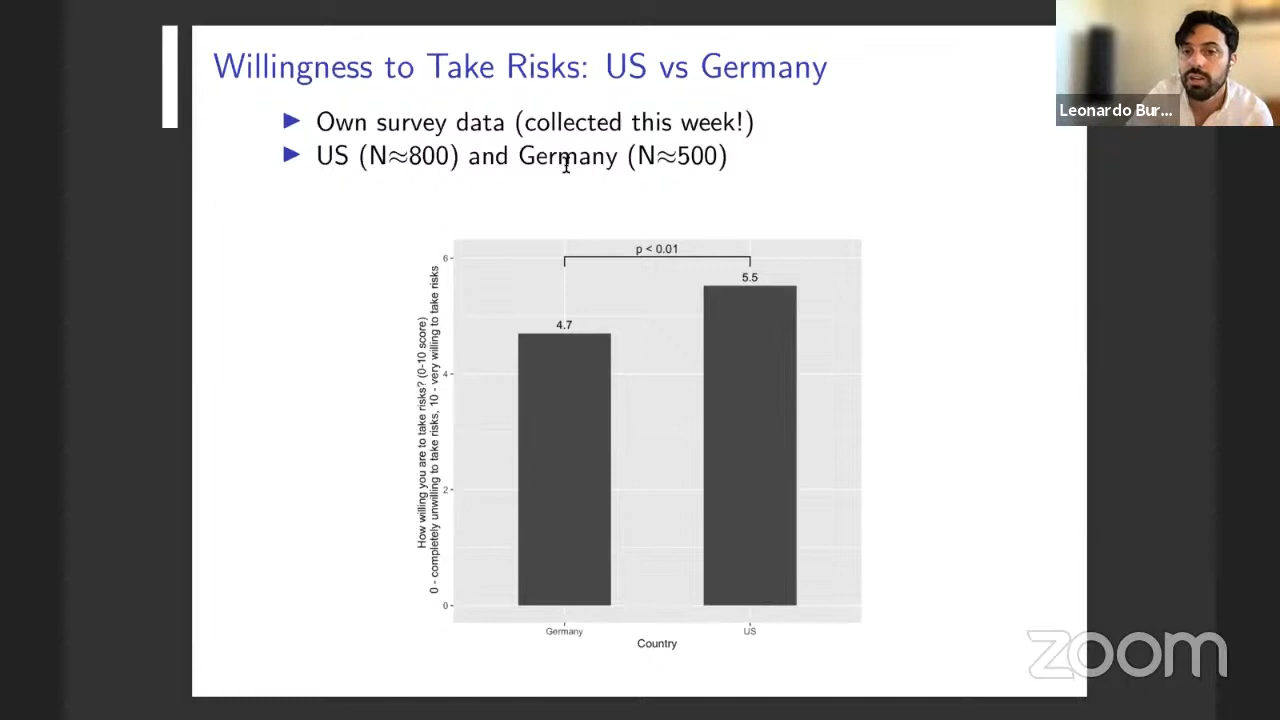 Willingness to Take Risks: US vs Germany
Own survey data (collected this week!)
US (N≈800) and Germany (N≈500)
Leonardo Bur...
p < 0.01
5.5
4.7
6
4
2
0
How willing you are to take risks? (0-10 score)
0 - completely unwilling to take risks, 10 - very wiling to take risks
Germany
US
Country
zoom